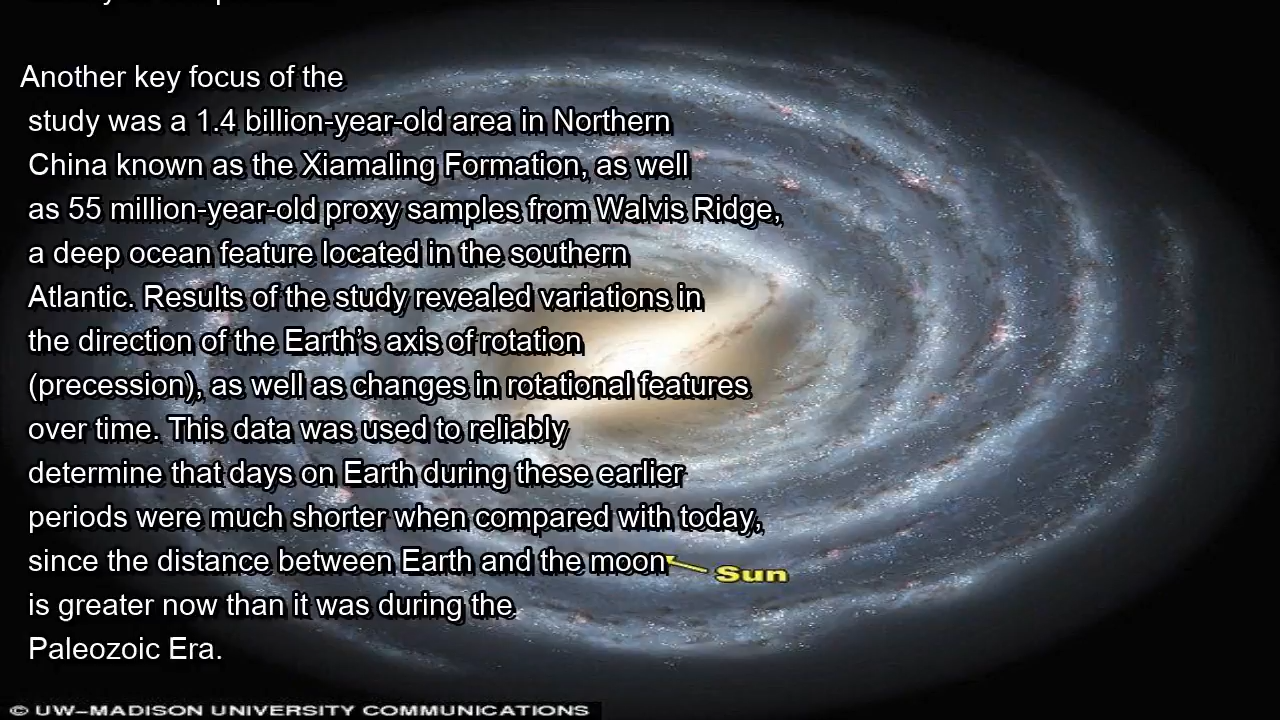 Another key focus of the
study was a 1.4 billion-year-old area in Northern
China known as the Xiamaling Formation, as well
as 55 million-year-old proxy samples from Walvis Ridge,
a deep ocean feature located in the southern
Atlantic. Results of the study revealed variations in
the direction of the Earth’s axis of rotation
(precession), as well as changes in rotational features
over time. This data was used to reliably
determine that days on Earth during these earlier
periods were much shorter when compared with today,
since the distance between Earth and the moon
Sun
is greater now than it was during the
Paleozoic Era.
© UW–MADISON UNIVERSITY COMMUNICATIONS